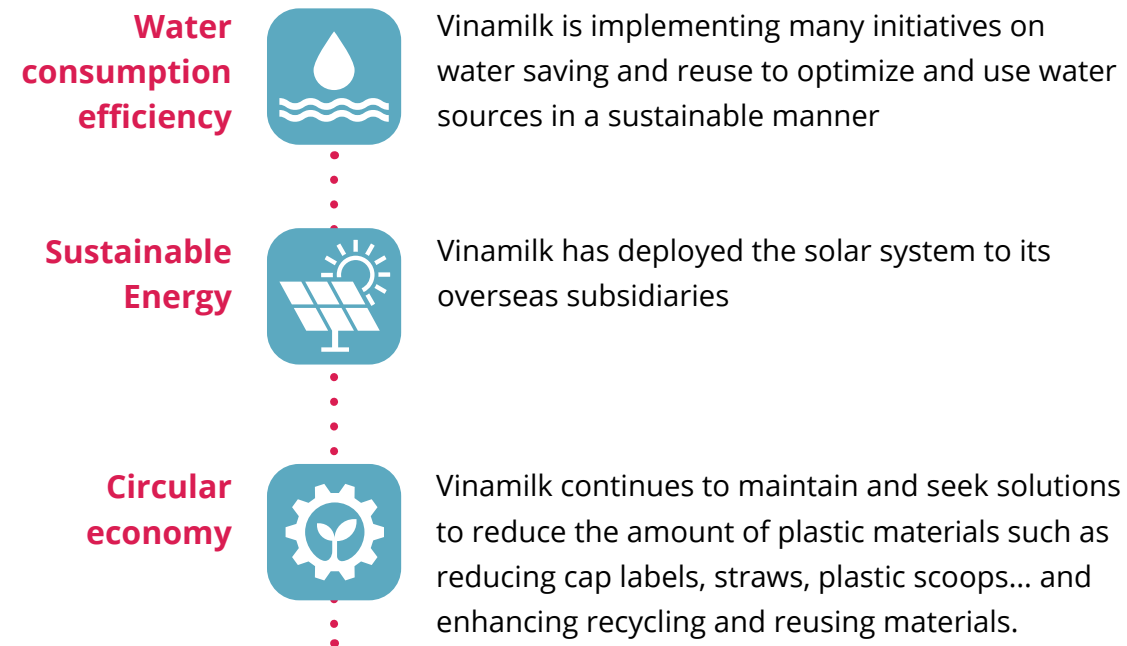 Water
consumption
efficiency
Vinamilk is implementing many initiatives on
water saving and reuse to optimize and use water
sources in a sustainable manner
Sustainable
Energy
Vinamilk has deployed the solar system to its
overseas subsidiaries
Circular
economy
Vinamilk continues to maintain and seek solutions
to reduce the amount of plastic materials such as
reducing cap labels, straws, plastic scoops... and
enhancing recycling and reusing materials.